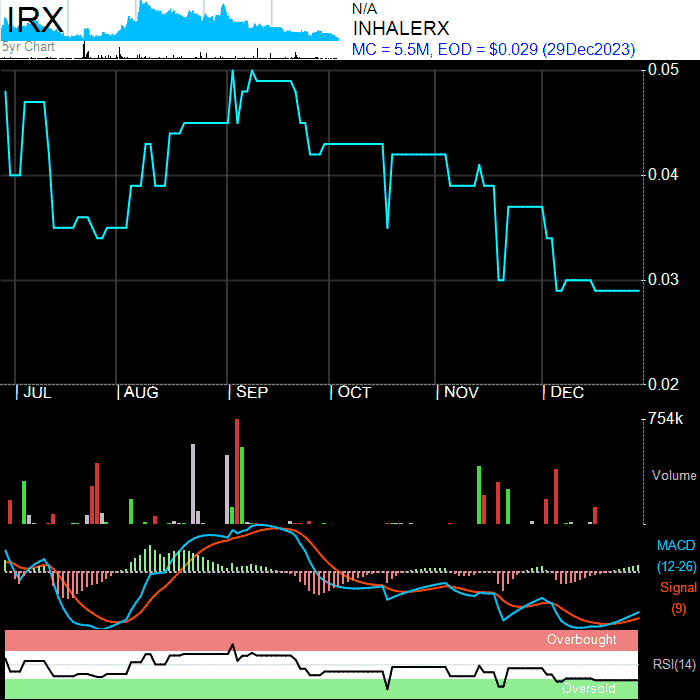 IRX
5yr Chart
N/A
INHALERX
MC = 5.5M, EOD = $0.029 (29Dec2023)
0.05
0.04
0.03
0.02
JUL AUG SEP OCT NOV DEC
754k
Volume
MACD
(12-26)
Signal
(9)
Overbought
RSI(14)
Oversold